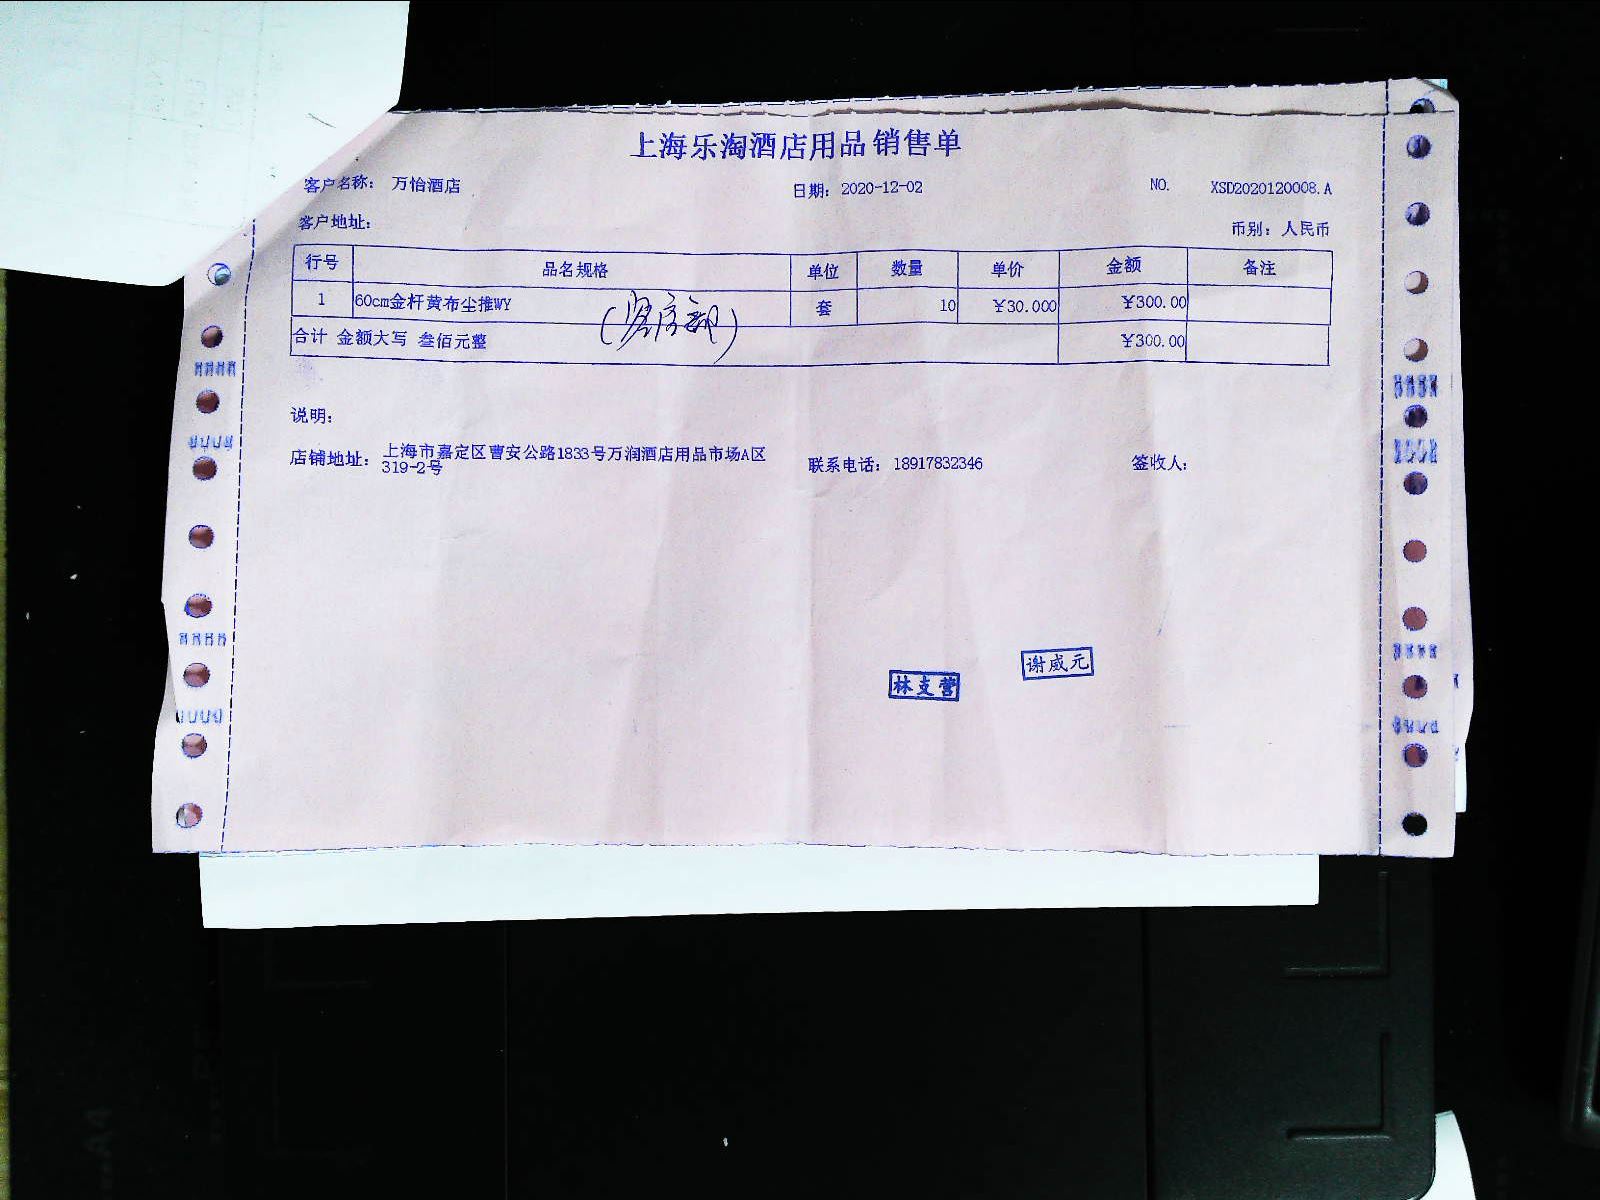 上海乐淘酒店用品销售单
客户名称： 万怡酒店 日期：2020-12-02 NO. XSD2020120008.A
客户地址： 币别：人民币
行号 品名规格 单位 数量 单价 金额 备注
1 60cm金杆黄布尘推WY 套 10 ¥30.000 ¥300.00
(客房部)
合计 金额大写 叁佰元整 ¥300.00
说明：
店铺地址： 上海市嘉定区曹安公路1833号万润酒店用品市场A区 联系电话：18917832346 签收人：
319-2号
谢威元
林支营